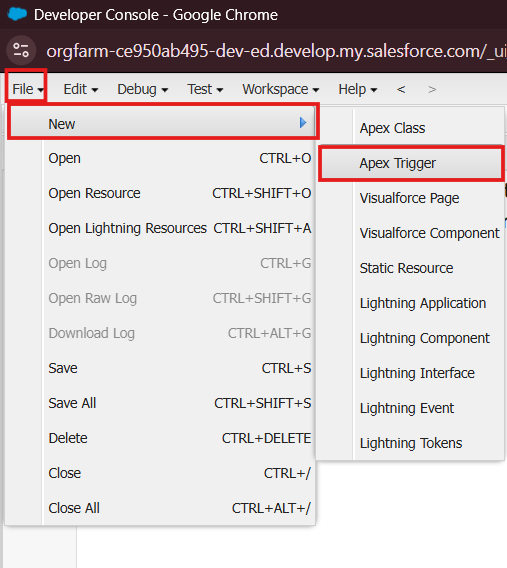 Developer Console - Google Chrome
orgfarm-ce950ab495-dev-ed.develop.my.salesforce.com/_ui
File Edit Debug Test Workspace Help < >
New
Open CTRL+O
Open Resource CTRL+SHIFT+O
Open Lightning Resources CTRL+SHIFT+A
Open Log CTRL+G
Open Raw Log CTRL+SHIFT+G
Download Log CTRL+ALT+G
Save CTRL+S
Save All CTRL+SHIFT+S
Delete CTRL+DELETE
Close CTRL+/
Close All CTRL+ALT+/
Apex Class
Apex Trigger
Visualforce Page
Visualforce Component
Static Resource
Lightning Application
Lightning Component
Lightning Interface
Lightning Event
Lightning Tokens